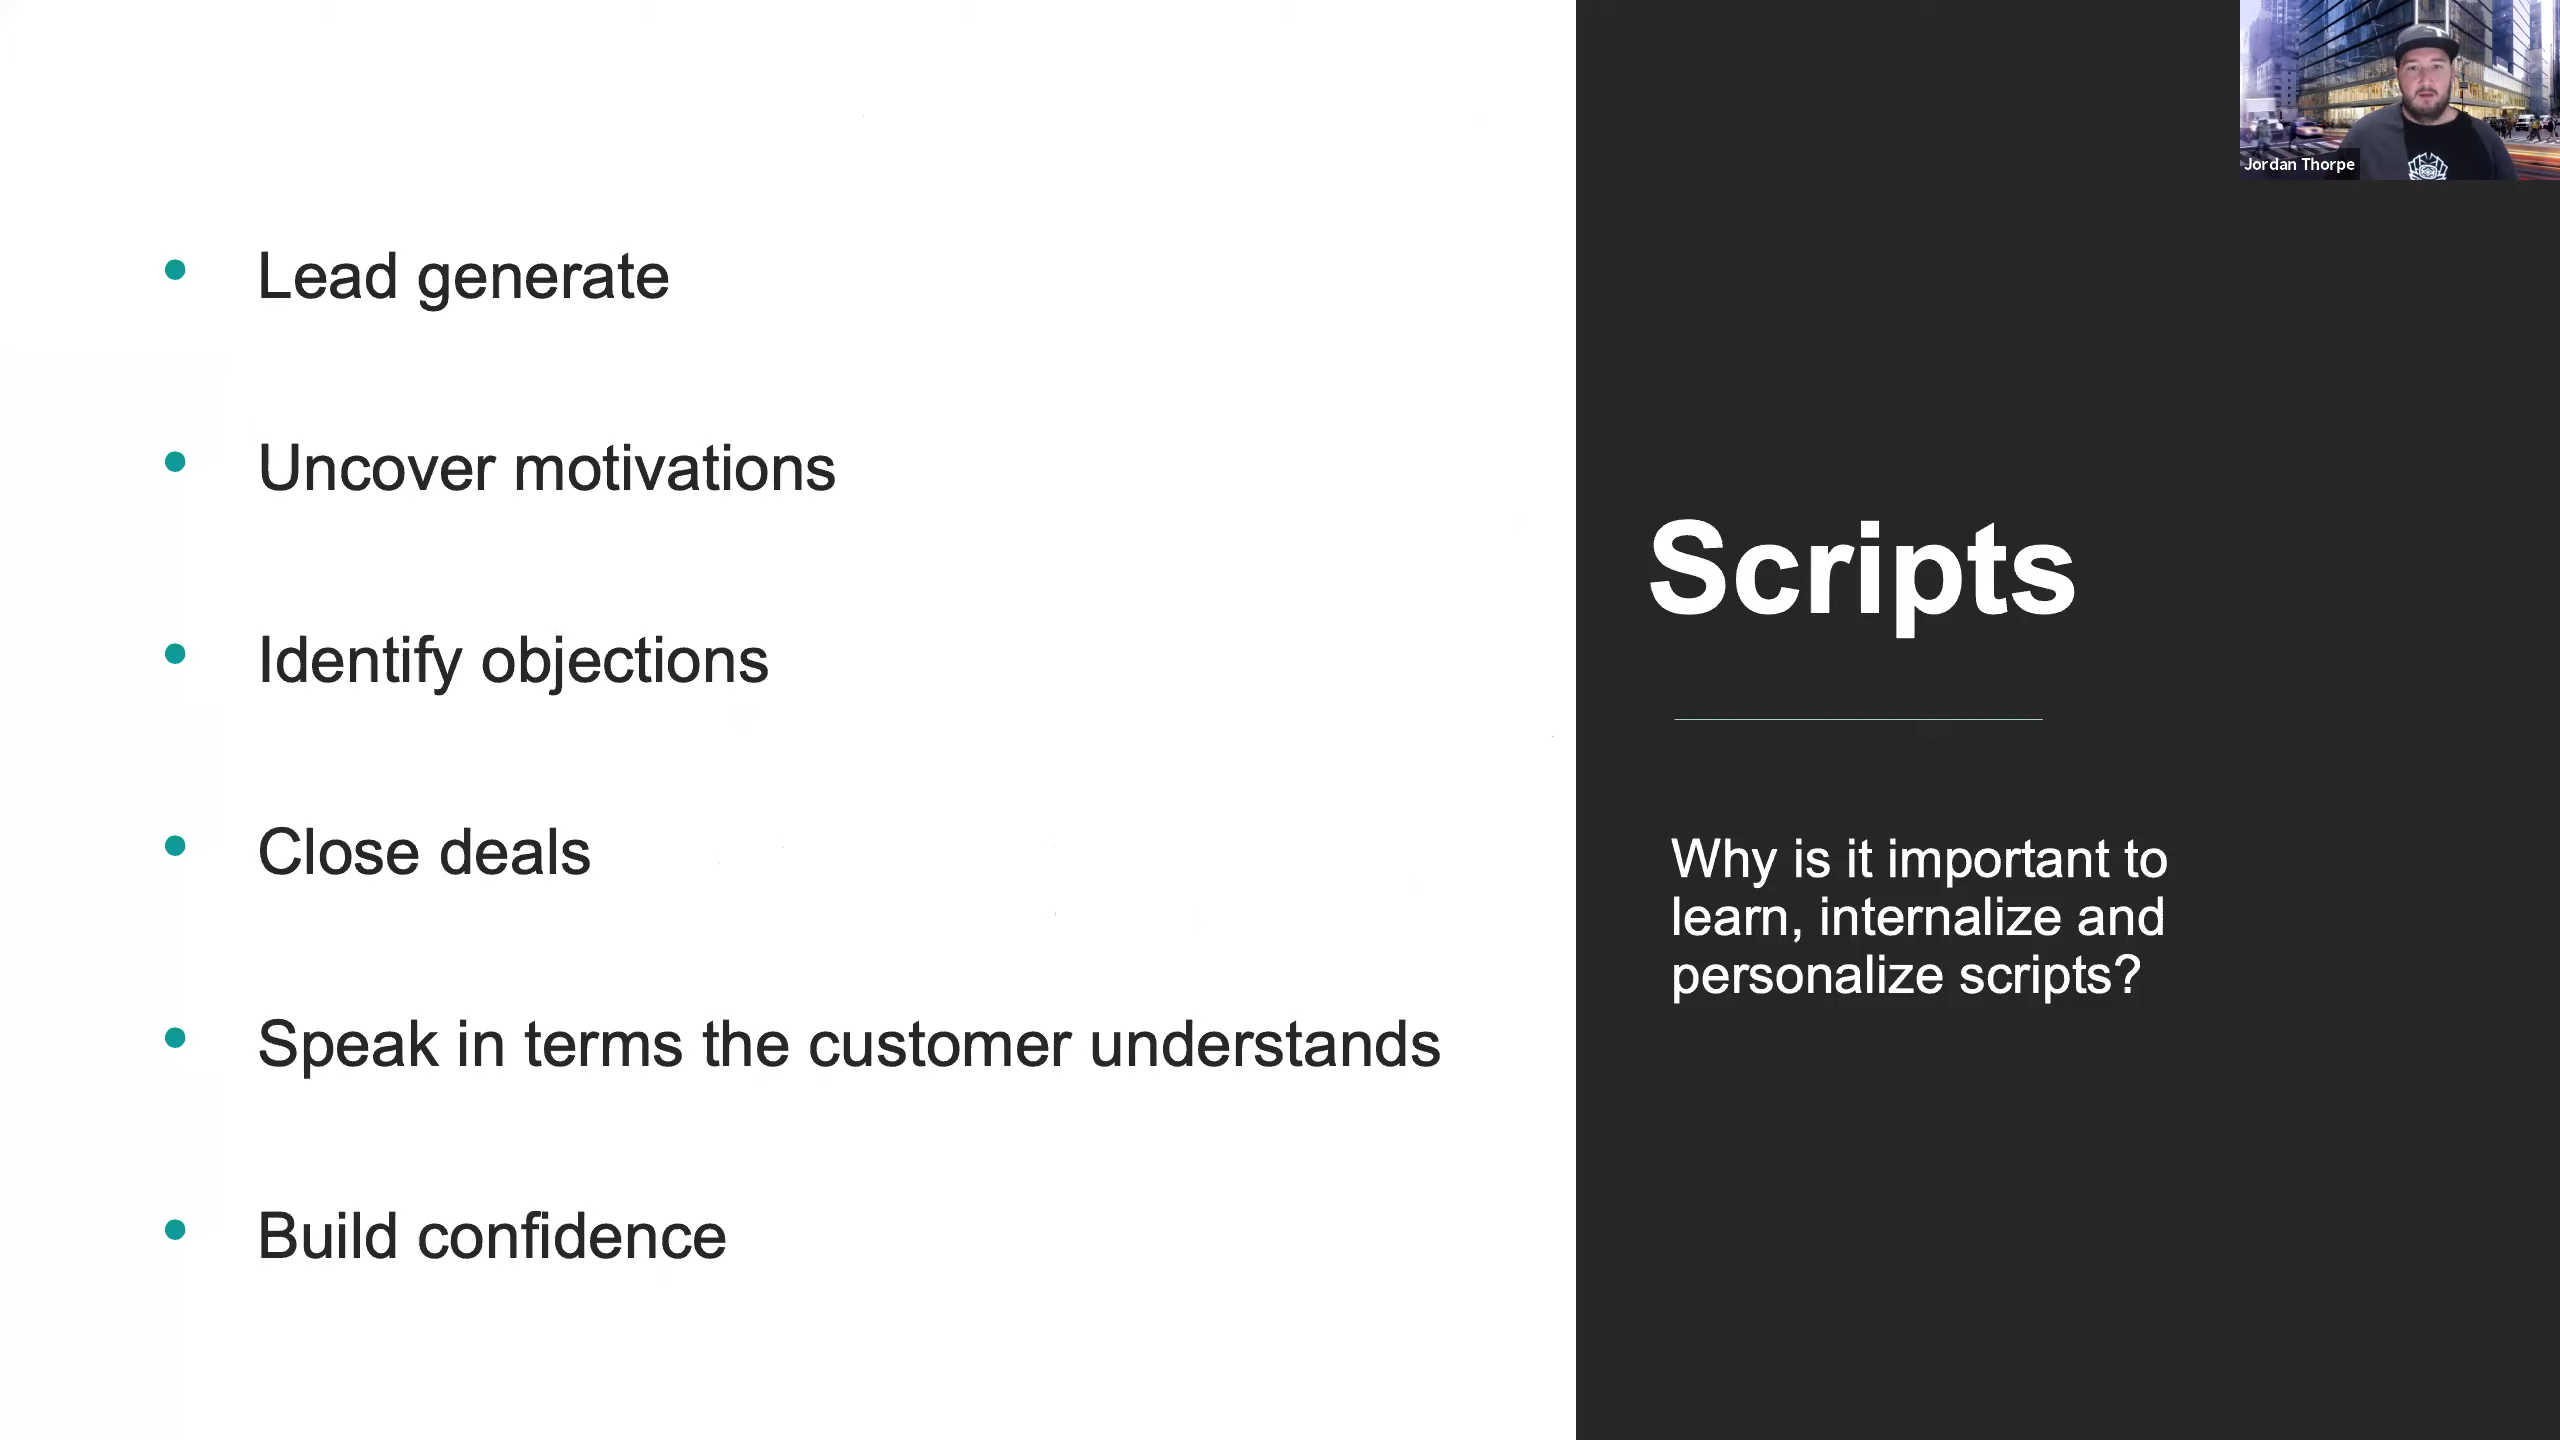 Lead generate
Uncover motivations
Identify objections
Close deals
Speak in terms the customer understands
Build confidence
Scripts
Why is it important to
learn, internalize and
personalize scripts?
Jordan Thorpe